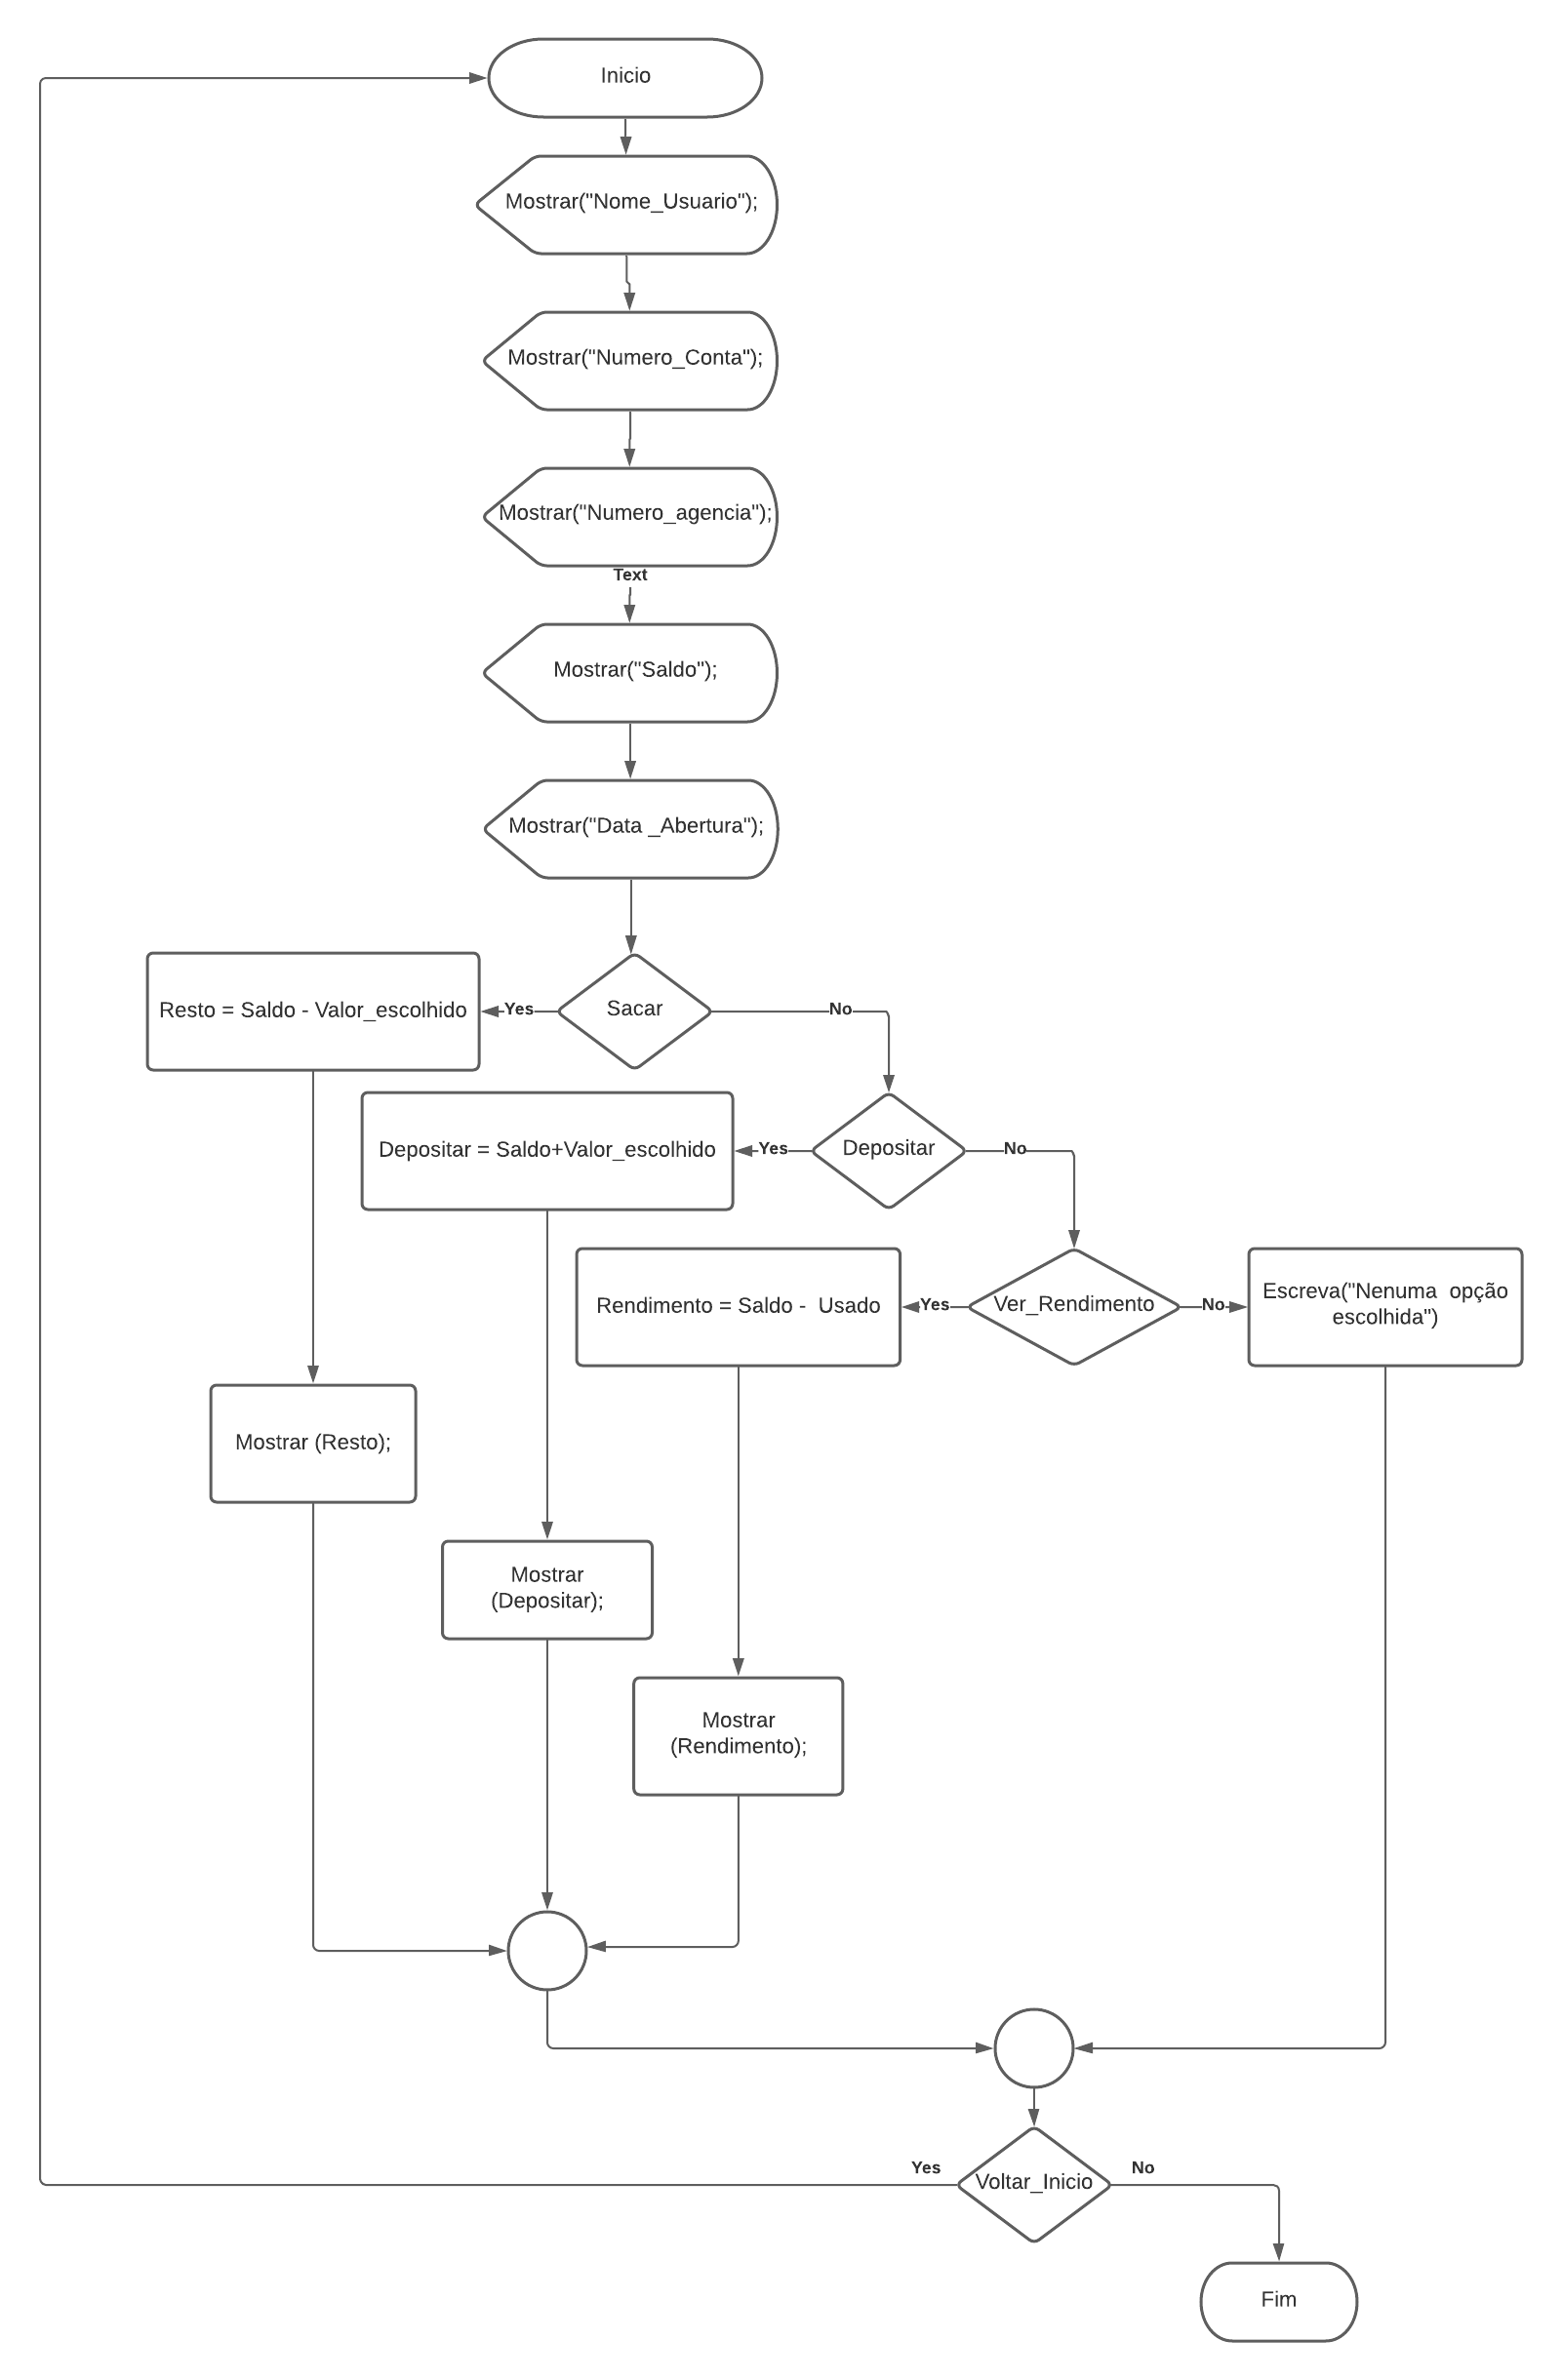 Inicio
Mostrar("Nome_Usuario");
Mostrar("Numero_Conta");
Mostrar("Numero_agencia");
Text
Mostrar("Saldo");
Mostrar("Data _Abertura");
Resto = Saldo - Valor_escolhido
Yes
Sacar
No
Depositar = Saldo+Valor_escolhido
Yes
Depositar
No
Rendimento = Saldo -  Usado
Yes
Ver_Rendimento
No
Escreva("Nenuma  opção
escolhida")
Mostrar (Resto);
Mostrar
(Depositar);
Mostrar
(Rendimento);
Yes
Voltar_Inicio
No
Fim